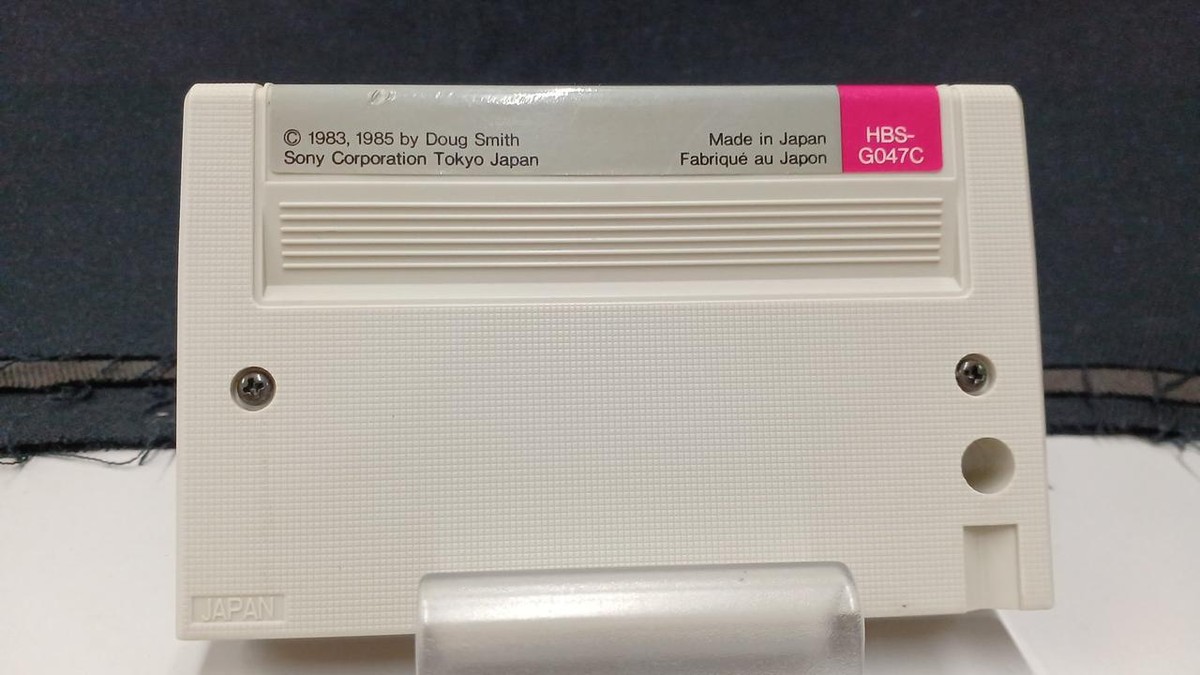 © 1983, 1985 by Doug Smith
Sony Corporation Tokyo Japan
Made in Japan
Fabriqué au Japon
HBS-
G047C
JAPAN